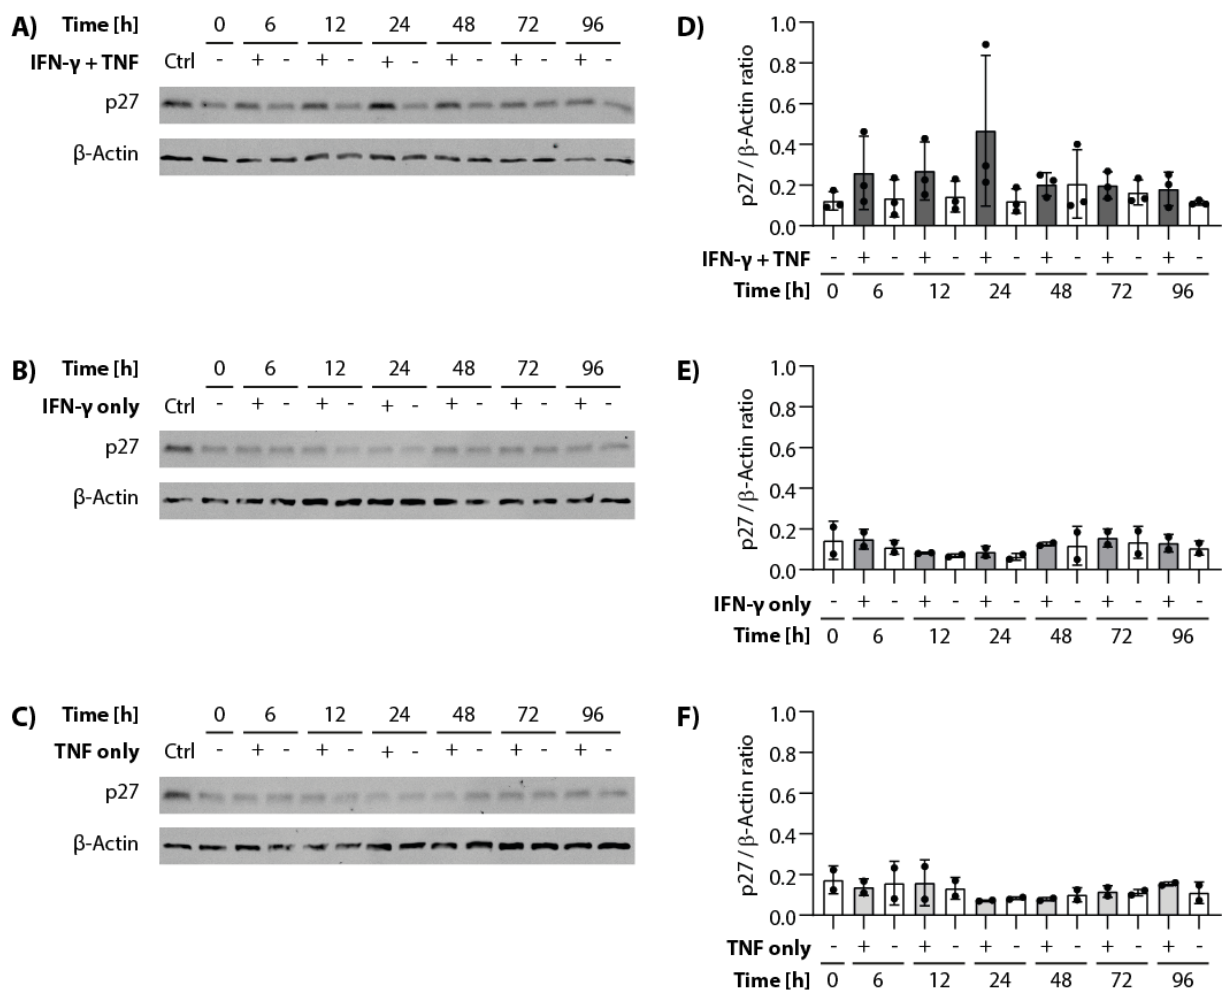 A) Time [h] 0 6 12 24 48 72 96
IFN-γ + TNF Ctrl - + - + - + - + - + - + -
p27
β-Actin
D) p27 / β-Actin ratio
1.0
0.8
0.6
0.4
0.2
0.0
IFN-γ + TNF - + - + - + - + - + - + -
Time [h] 0 6 12 24 48 72 96
B) Time [h] 0 6 12 24 48 72 96
IFN-γ only Ctrl - + - + - + - + - + - + -
p27
β-Actin
E) p27 / β-Actin ratio
1.0
0.8
0.6
0.4
0.2
0.0
IFN-γ only - + - + - + - + - + - + -
Time [h] 0 6 12 24 48 72 96
C) Time [h] 0 6 12 24 48 72 96
TNF only Ctrl - + - + - + - + - + - + -
p27
β-Actin
F) p27 / β-Actin ratio
1.0
0.8
0.6
0.4
0.2
0.0
TNF only - + - + - + - + - + - + -
Time [h] 0 6 12 24 48 72 96